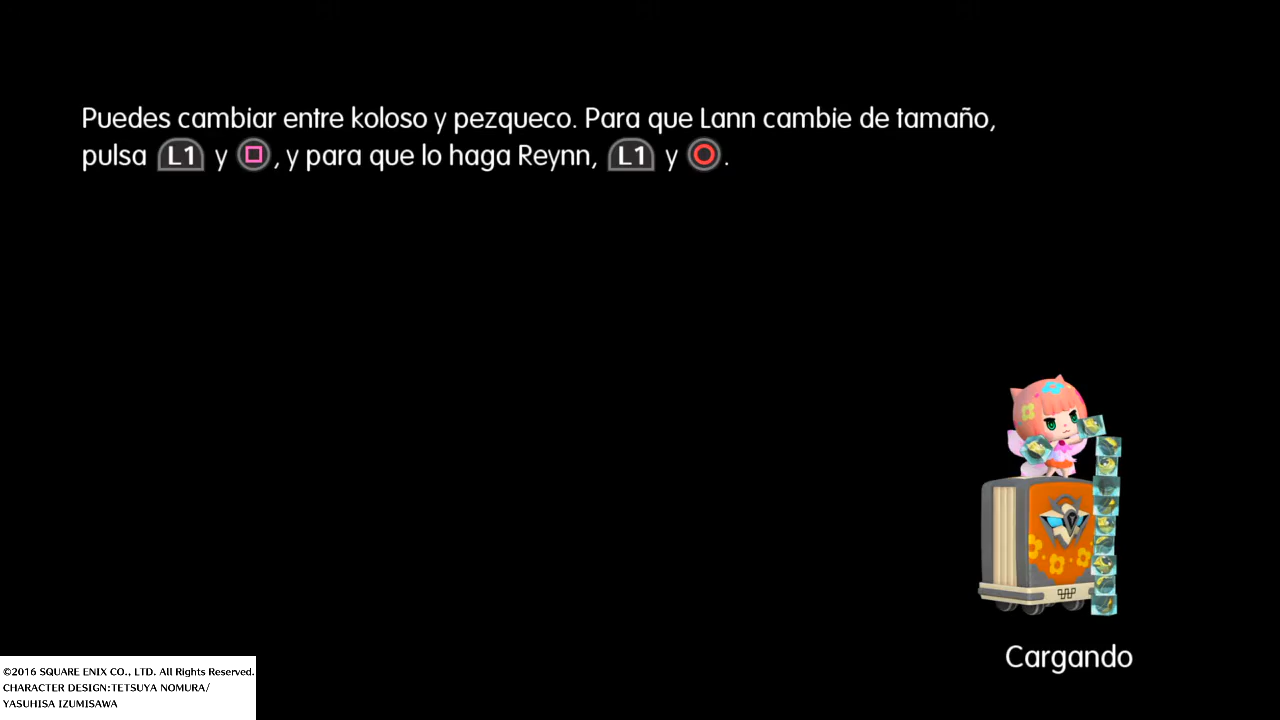 Puedes cambiar entre koloso y pezqueco. Para que Lann cambie de tamaño,
pulsa L1 y □, y para que lo haga Reynn, L1 y ○.
Cargando
©2016 SQUARE ENIX CO., LTD. All Rights Reserved.
CHARACTER DESIGN:TETSUYA NOMURA/
YASUHISA IZUMISAWA